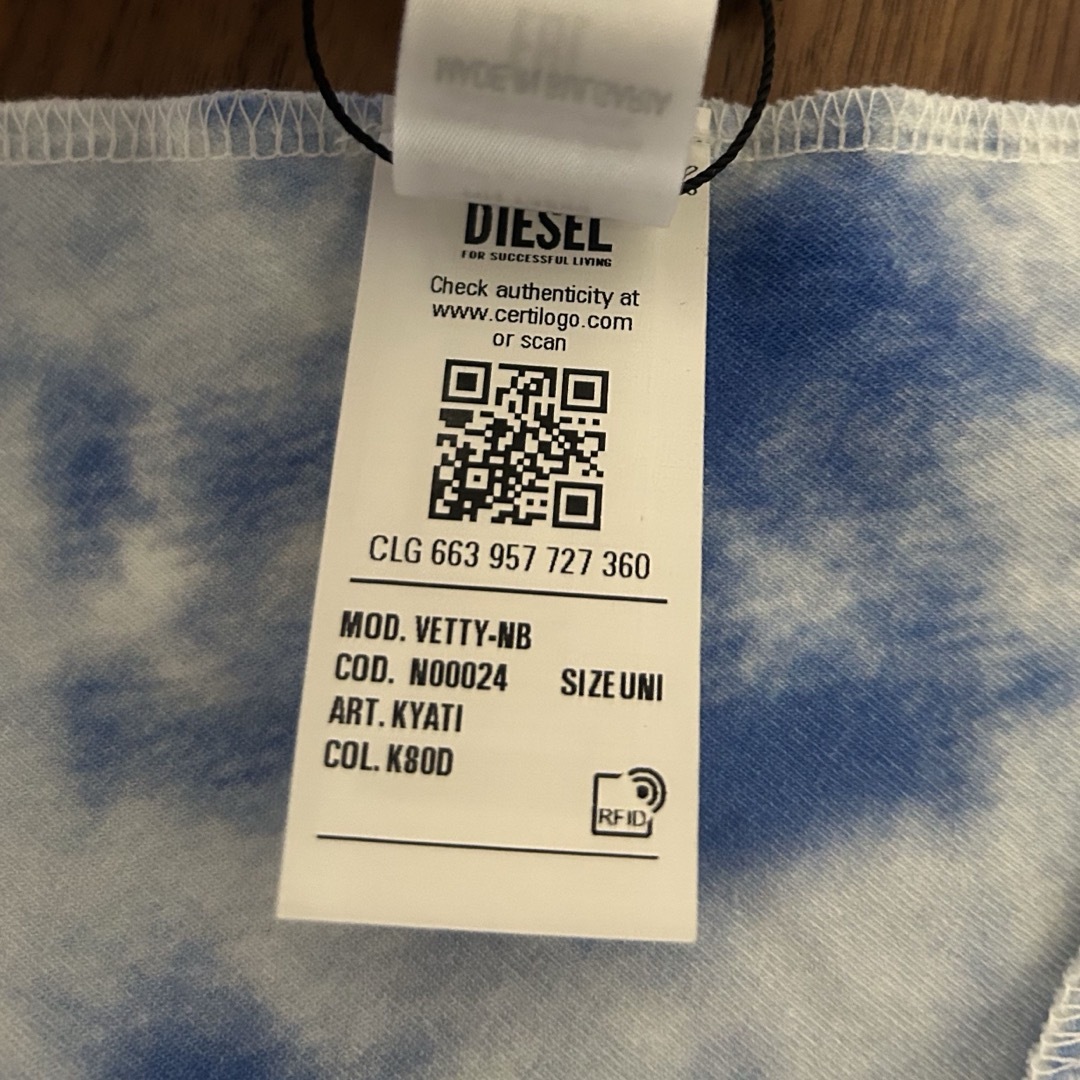 DIESEL
FOR SUCCESSFUL LIVING
Check authenticity at
www.certilogo.com
or scan
CLG 663 957 727 360
MOD. VETTY-NB
COD. N00024 SIZE UNI
ART. KYATI
COL. K80D
RFID